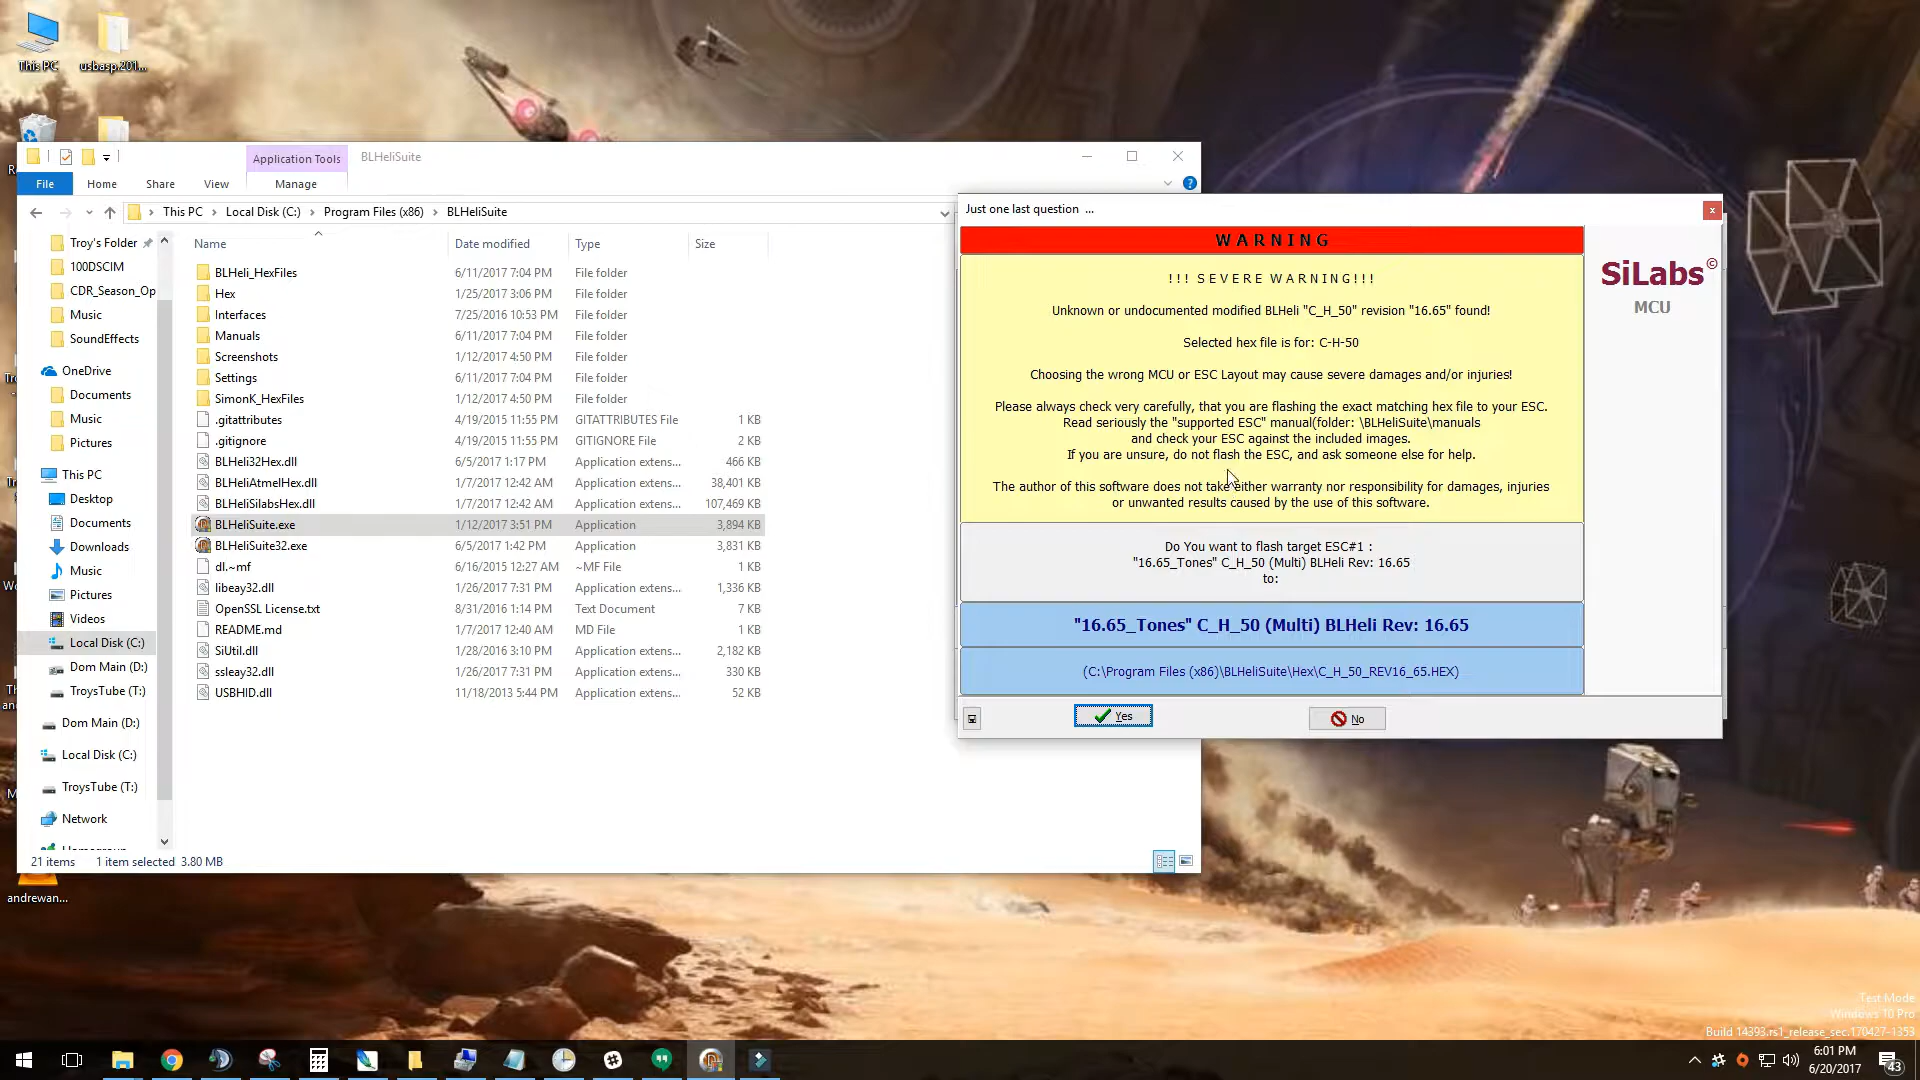 This PC
usbasp.201...
Application Tools
BLHeliSuite
File
Home
Share
View
Manage
This PC
Local Disk (C:)
Program Files (x86)
BLHeliSuite
Name
Date modified
Type
Size
Troy's Folder
100DSCIM
CDR_Season_Op
Music
SoundEffects
OneDrive
Documents
Music
Pictures
This PC
Desktop
Documents
Downloads
Music
Pictures
Videos
Local Disk (C:)
Dom Main (D:)
TroysTube (T:)
Dom Main (D:)
Local Disk (C:)
TroysTube (T:)
Network
BLHeli_HexFiles 6/11/2017 7:04 PM File folder
Hex 1/25/2017 3:06 PM File folder
Interfaces 7/25/2016 10:53 PM File folder
Manuals 6/11/2017 7:04 PM File folder
Screenshots 1/12/2017 4:50 PM File folder
Settings 6/11/2017 7:04 PM File folder
SimonK_HexFiles 1/12/2017 4:50 PM File folder
.gitattributes 4/19/2015 11:55 PM GITATTRIBUTES File 1 KB
.gitignore 4/19/2015 11:55 PM GITIGNORE File 2 KB
BLHeli32Hex.dll 6/5/2017 1:17 PM Application extens... 466 KB
BLHeliAtmelHex.dll 1/7/2017 12:42 AM Application extens... 38,401 KB
BLHeliSilabsHex.dll 1/7/2017 12:42 AM Application extens... 107,469 KB
BLHeliSuite.exe 1/12/2017 3:51 PM Application 3,894 KB
BLHeliSuite32.exe 6/5/2017 1:42 PM Application 3,831 KB
dl.~mf 6/16/2015 12:27 AM ~MF File 1 KB
libeay32.dll 1/26/2017 7:31 PM Application extens... 1,336 KB
OpenSSL License.txt 8/31/2016 1:14 PM Text Document 7 KB
README.md 1/7/2017 12:40 AM MD File 1 KB
SiUtil.dll 1/28/2016 3:10 PM Application extens... 2,182 KB
ssleay32.dll 1/26/2017 7:31 PM Application extens... 330 KB
USBHID.dll 11/18/2013 5:44 PM Application extens... 52 KB
21 items 1 item selected 3.80 MB
andrewan...
Just one last question ...
WARNING
!!! SEVERE WARNING!!!
Unknown or undocumented modified BLHeli "C_H_50" revision "16.65" found!
Selected hex file is for: C-H-50
Choosing the wrong MCU or ESC Layout may cause severe damages and/or injuries!
Please always check very carefully, that you are flashing the exact matching hex file to your ESC.
Read seriously the "supported ESC" manual(folder: \BLHeliSuite\manuals
and check your ESC against the included images.
If you are unsure, do not flash the ESC, and ask someone else for help.
The author of this software does not take either warranty nor responsibility for damages, injuries
or unwanted results caused by the use of this software.
Do You want to flash target ESC#1 :
"16.65_Tones" C_H_50 (Multi) BLHeli Rev: 16.65
to:
"16.65_Tones" C_H_50 (Multi) BLHeli Rev: 16.65
(C:\Program Files (x86)\BLHeliSuite\Hex\C_H_50_REV16_65.HEX)
Yes
No
SiLabs©
MCU
Test Mode
Windows 10 Pro
Build 14393.rs1_release_sec.170427-1353
6:01 PM
6/20/2017
43